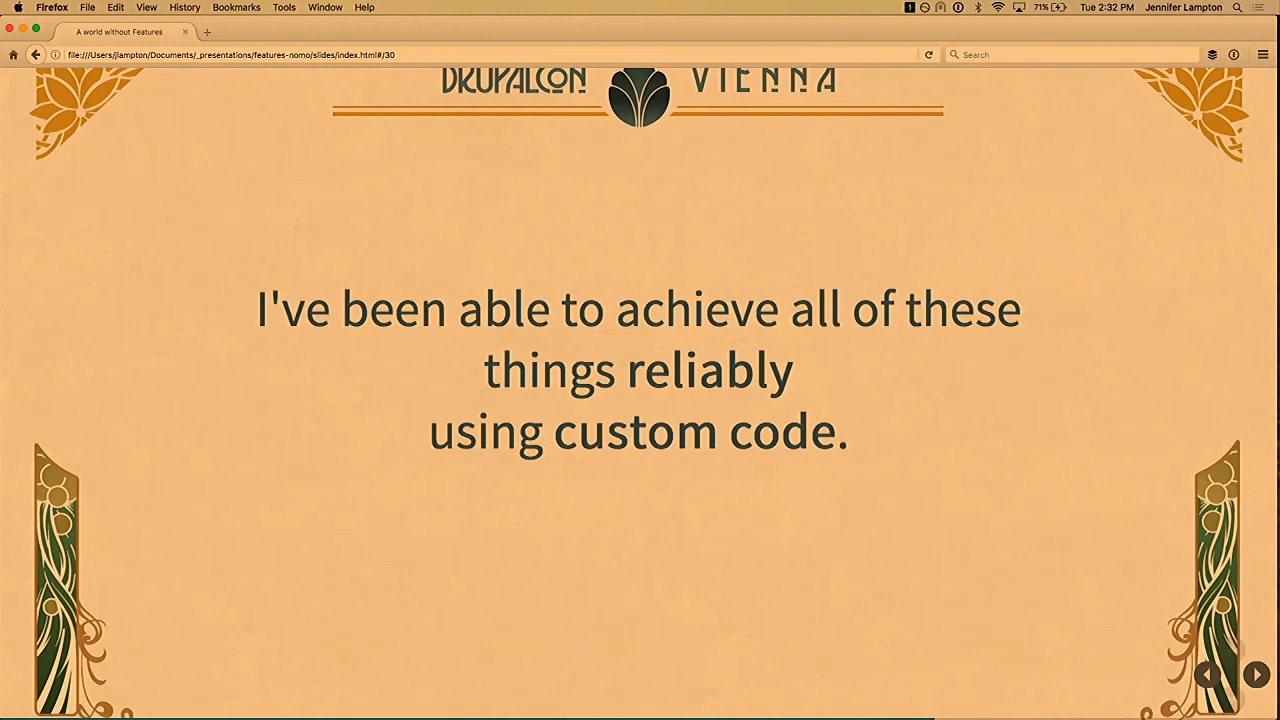 Firefox File Edit View History Bookmarks Tools Window Help 1 71% Tue 2:32 PM Jennifer Lampton
A world without Features
file:///Users/jlampton/Documents/_presentations/features-nomo/slides/index.html#/30 Search
DRUPALCON VIENNA
I've been able to achieve all of these
things reliably
using custom code.